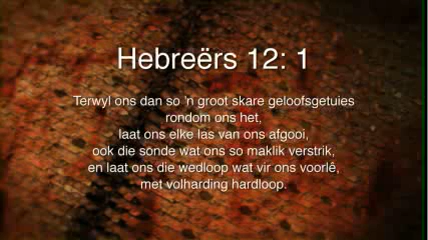 Hebreërs 12: 1
Terwyl ons dan so 'n groot skare geloofsgetuies
rondom ons het,
laat ons elke las van ons afgooi,
ook die sonde wat ons so maklik verstrik,
en laat ons die wedloop wat vir ons voorlê,
met volharding hardloop.